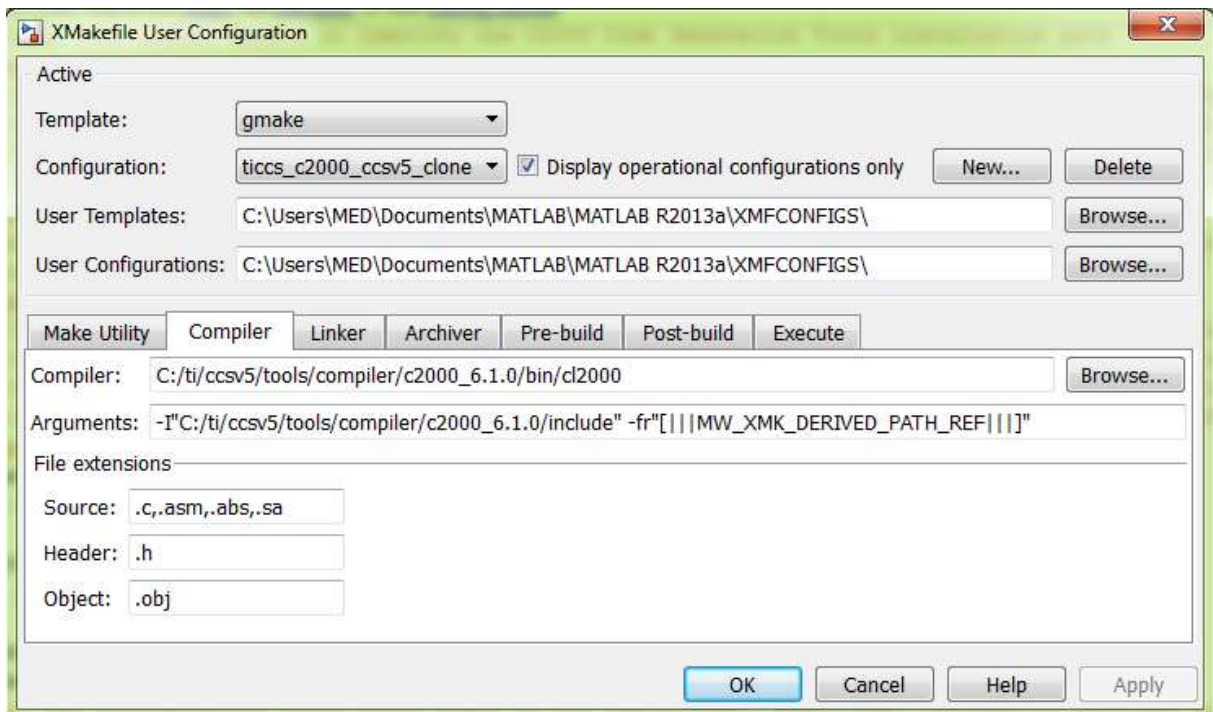 XMakefile User Configuration
Active
Template: gmake
Configuration: ticcs_c2000_ccsv5_clone Display operational configurations only New... Delete
User Templates: C:\Users\MED\Documents\MATLAB\MATLAB R2013a\XMFCONFIGS\ Browse...
User Configurations: C:\Users\MED\Documents\MATLAB\MATLAB R2013a\XMFCONFIGS\ Browse...
Make Utility Compiler Linker Archiver Pre-build Post-build Execute
Compiler: C:/ti/ccsv5/tools/compiler/c2000_6.1.0/bin/cl2000 Browse...
Arguments: -I"C:/ti/ccsv5/tools/compiler/c2000_6.1.0/include" -fr"[|||MW_XMK_DERIVED_PATH_REF|||]"
File extensions
Source: .c,.asm,.abs,.sa
Header: .h
Object: .obj
OK Cancel Help Apply